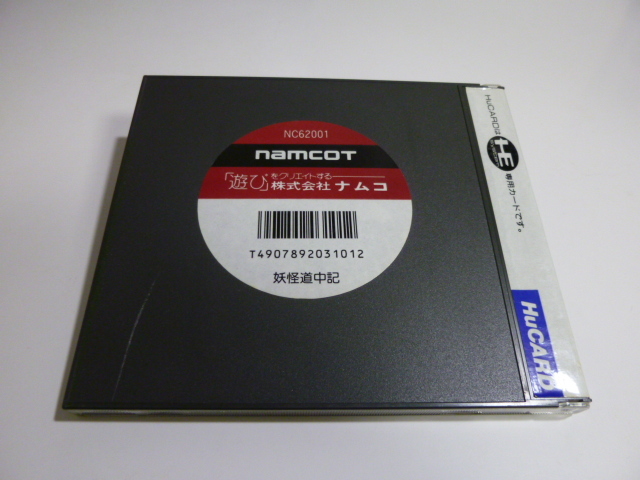 NC62001
namcot
「遊び」をクリエイトする
株式会社 ナムコ
T4907892031012
妖怪道中記
HuCARDは
HE
専用カードです。
HuCARD